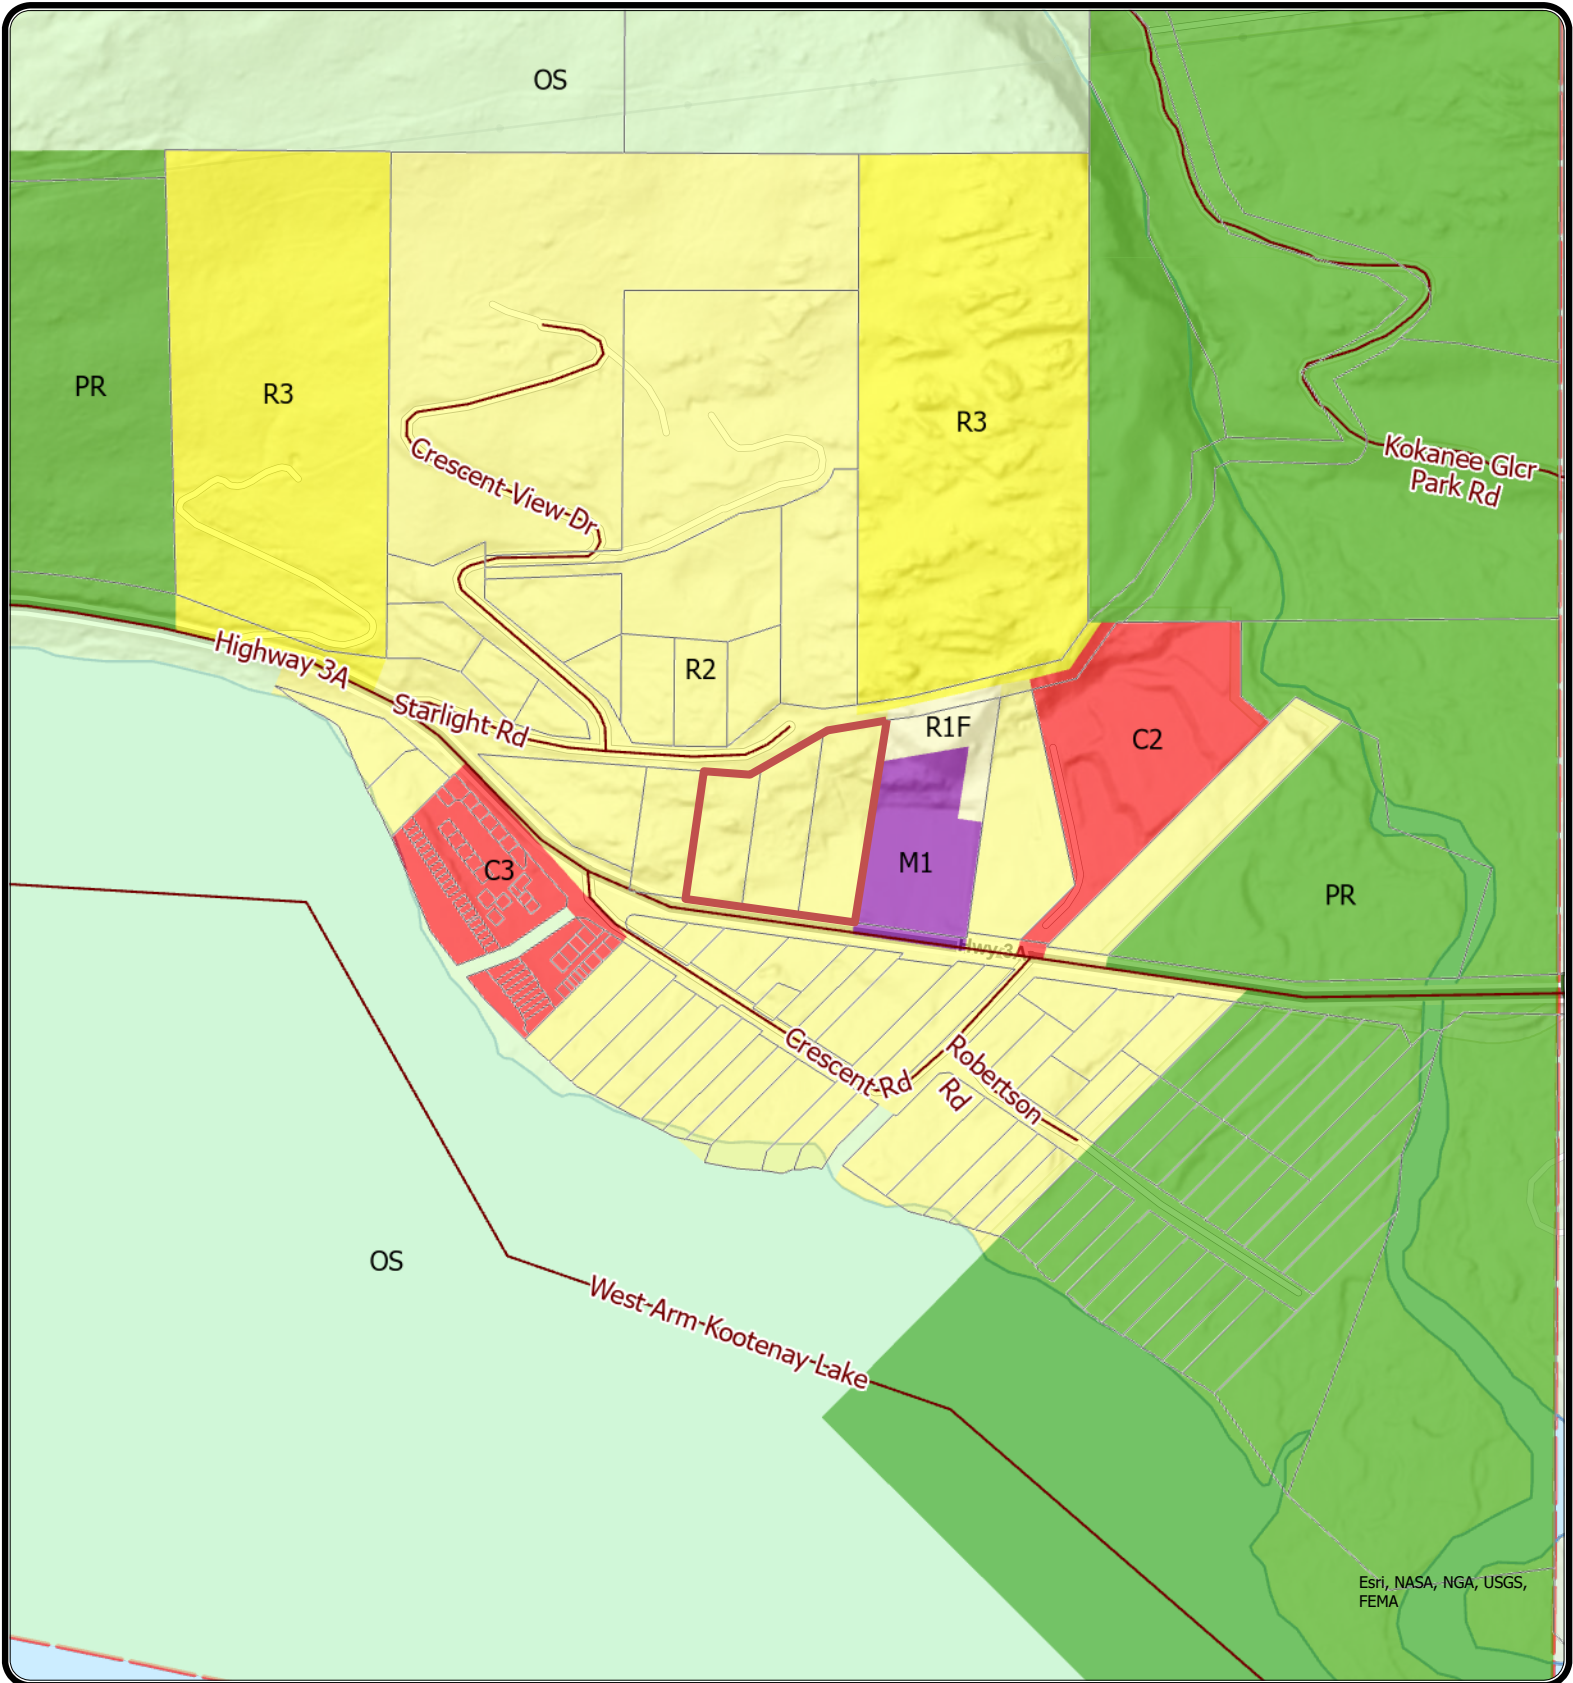 OS
PR
R3
R3
Crescent-View-Dr
Kokanee Glcr
Park Rd
Highway-3A
R2
Starlight-Rd
R1F
C2
C3
M1
PR
Hwy-3A
Crescent-Rd
Robertson
Rd
OS
West-Arm-Kootenay-Lake
Esri, NASA, NGA, USGS,
FEMA